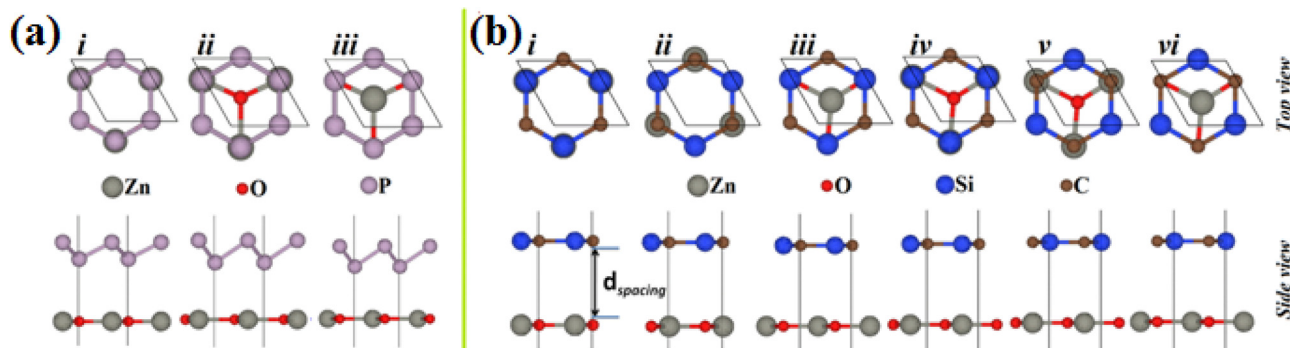 (a) i ii iii
(b) i ii iii iv v vi
Top view
Zn O P
Zn O Si C
d spacing
Side view